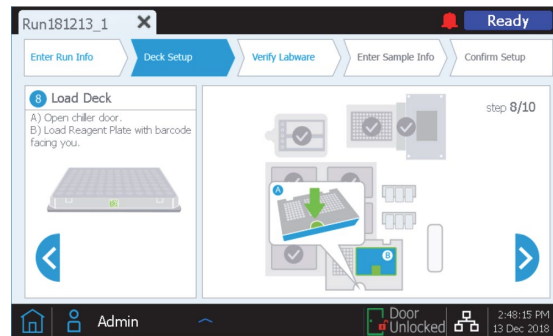 Run181213_1
Ready
Enter Run Info
Deck Setup
Verify Labware
Enter Sample Info
Confirm Setup
8 Load Deck
A) Open chiller door.
B) Load Reagent Plate with barcode
facing you.
step 8/10
A
B
Admin
Door
Unlocked
2:48:15 PM
13 Dec 2018